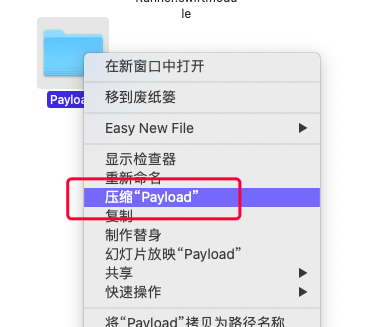 Runner.swiftmodu
le
Payloa
在新窗口中打开
移到废纸篓
Easy New File
显示检查器
重新命名
压缩“Payload”
复制
制作替身
幻灯片放映“Payload”
共享
快速操作
将“Payload”拷贝为路径名称